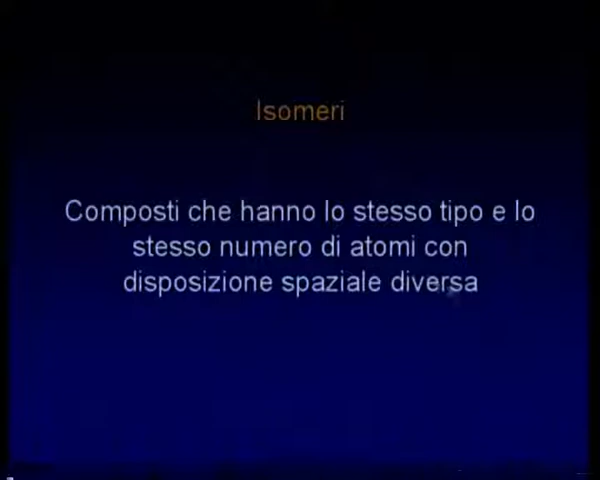 Isomeri
Composti che hanno lo stesso tipo e lo
stesso numero di atomi con
disposizione spaziale diversa